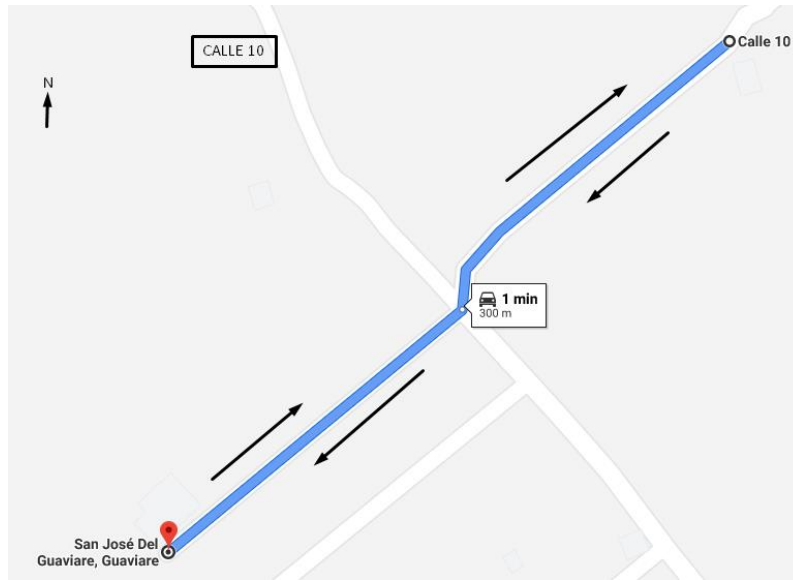 CALLE 10
Calle 10
N
1 min
300 m
San José Del
Guaviare, Guaviare